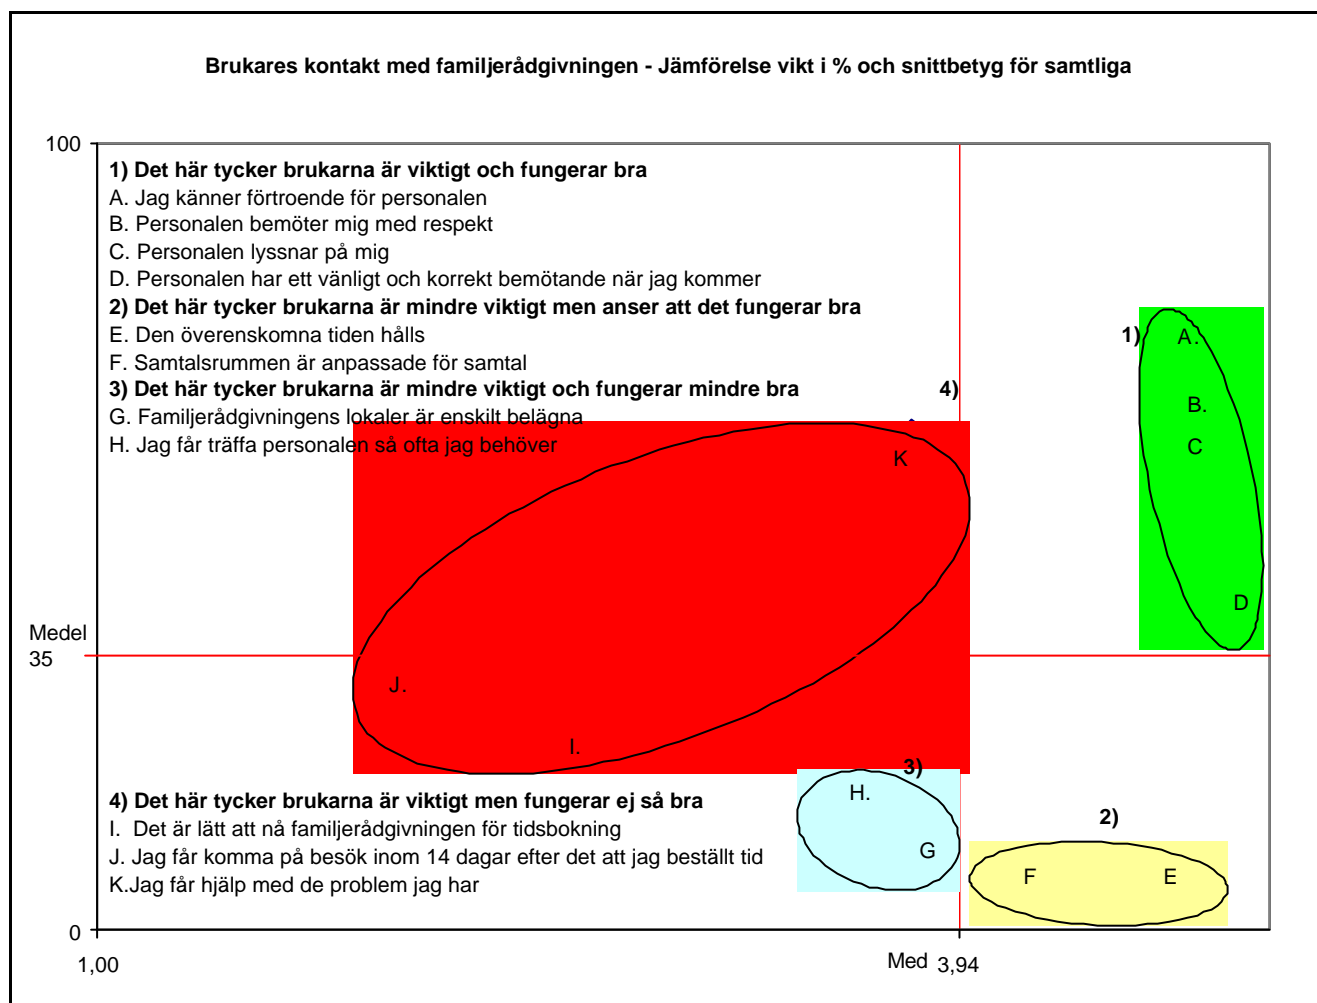 Brukares kontakt med familjerådgivningen - Jämförelse vikt i % och snittbetyg för samtliga
100
1) Det här tycker brukarna är viktigt och fungerar bra
A. Jag känner förtroende för personalen
B. Personalen bemöter mig med respekt
C. Personalen lyssnar på mig
D. Personalen har ett vänligt och korrekt bemötande när jag kommer
2) Det här tycker brukarna är mindre viktigt men anser att det fungerar bra
E. Den överenskomna tiden hålls
F. Samtalsrummen är anpassade för samtal
3) Det här tycker brukarna är mindre viktigt och fungerar mindre bra
G. Familjerådgivningens lokaler är enskilt belägna
H. Jag får träffa personalen så ofta jag behöver
4)
1)
A.
B.
C
D
K
J.
I.
Medel
35
3)
H.
G
2)
F
E
4) Det här tycker brukarna är viktigt men fungerar ej så bra
I. Det är lätt att nå familjerådgivningen för tidsbokning
J. Jag får komma på besök inom 14 dagar efter det att jag beställt tid
K.Jag får hjälp med de problem jag har
0
1,00
Med 3,94